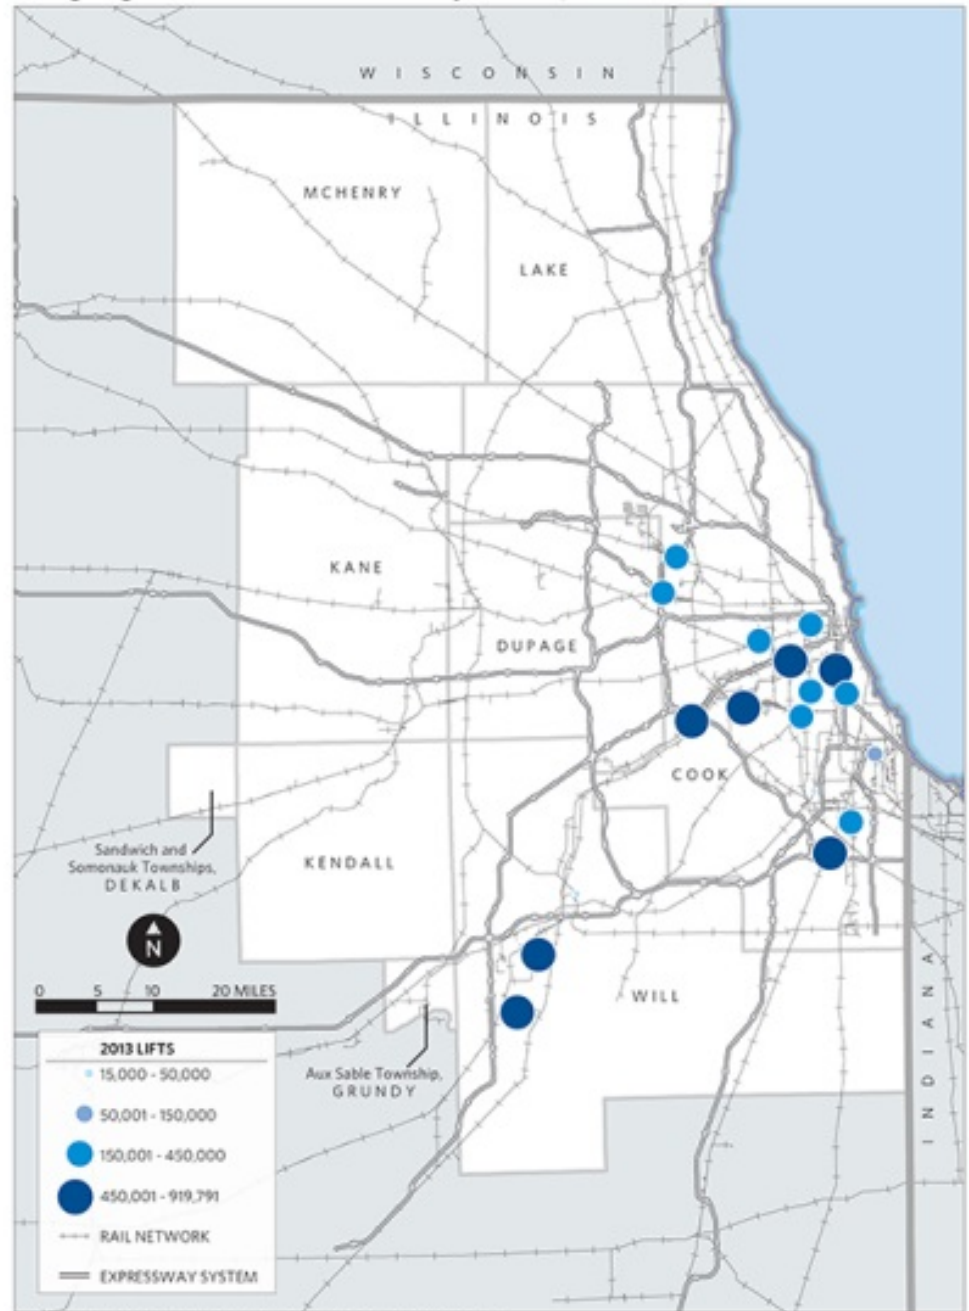 WISCONSIN
ILLINOIS
MCHENRY
LAKE
KANE
DUPAGE
COOK
Sandwich and
Somonauk Townships,
DEKALB
KENDALL
N
0 5 10 20 MILES
WILL
INDIANA
2013 LIFTS
15,000 - 50,000
50,001 - 150,000
150,001 - 450,000
450,001 - 919,791
RAIL NETWORK
EXPRESSWAY SYSTEM
Aux Sable Township,
GRUNDY